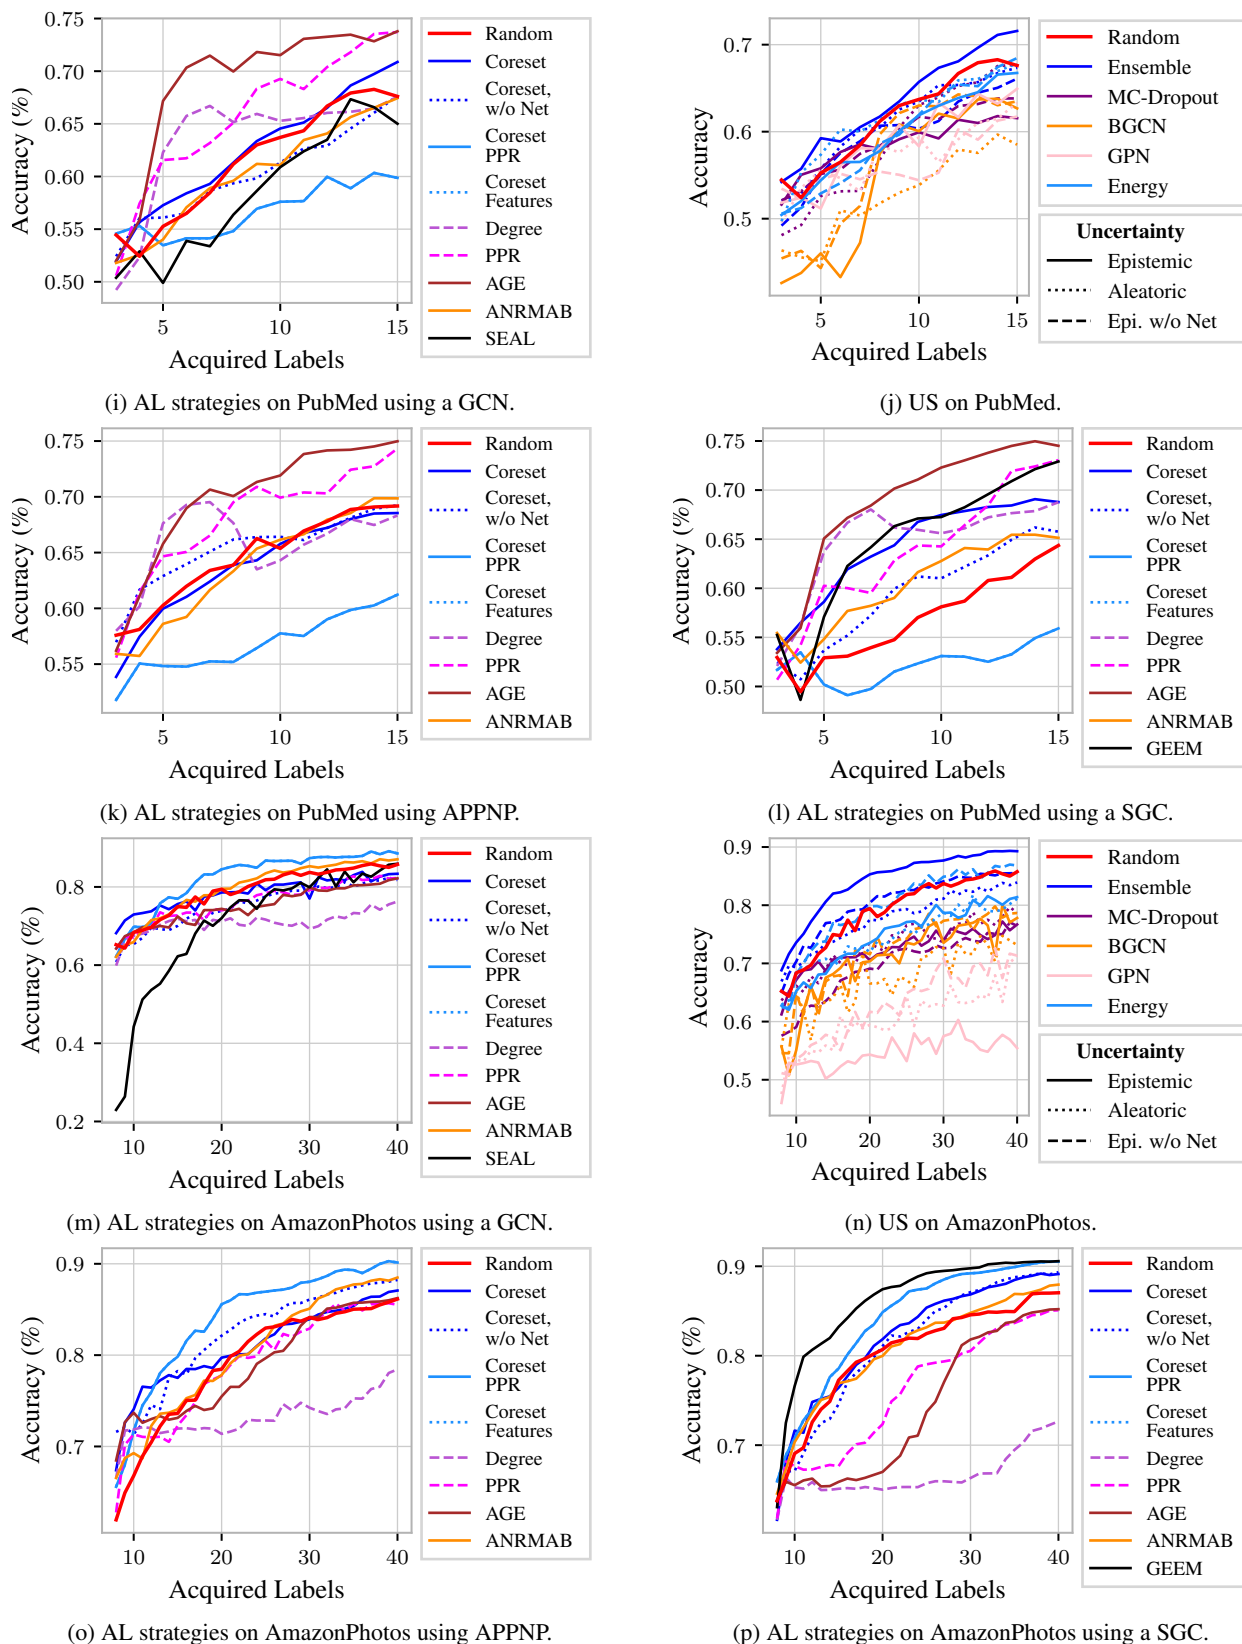 0.75
0.70
0.65
0.60
0.55
0.50
Accuracy (%)
5
10
15
Acquired Labels
Random
Coreset
Coreset,
w/o Net
Coreset
PPR
Coreset
Features
Degree
PPR
AGE
ANRMAB
SEAL
(i) AL strategies on PubMed using a GCN.
0.7
0.6
0.5
Accuracy
5
10
15
Acquired Labels
Random
Ensemble
MC-Dropout
BGCN
GPN
Energy
Uncertainty
Epistemic
Aleatoric
Epi. w/o Net
(j) US on PubMed.
0.75
0.70
0.65
0.60
0.55
Accuracy (%)
5
10
15
Acquired Labels
Random
Coreset
Coreset,
w/o Net
Coreset
PPR
Coreset
Features
Degree
PPR
AGE
ANRMAB
(k) AL strategies on PubMed using APPNP.
0.75
0.70
0.65
0.60
0.55
0.50
Accuracy (%)
5
10
15
Acquired Labels
Random
Coreset
Coreset,
w/o Net
Coreset
PPR
Coreset
Features
Degree
PPR
AGE
ANRMAB
GEEM
(l) AL strategies on PubMed using a SGC.
0.8
0.6
0.4
0.2
Accuracy (%)
10
20
30
40
Acquired Labels
Random
Coreset
Coreset,
w/o Net
Coreset
PPR
Coreset
Features
Degree
PPR
AGE
ANRMAB
SEAL
(m) AL strategies on AmazonPhotos using a GCN.
0.9
0.8
0.7
0.6
0.5
Accuracy
10
20
30
40
Acquired Labels
Random
Ensemble
MC-Dropout
BGCN
GPN
Energy
Uncertainty
Epistemic
Aleatoric
Epi. w/o Net
(n) US on AmazonPhotos.
0.9
0.8
0.7
Accuracy (%)
10
20
30
40
Acquired Labels
Random
Coreset
Coreset,
w/o Net
Coreset
PPR
Coreset
Features
Degree
PPR
AGE
ANRMAB
(o) AL strategies on AmazonPhotos using APPNP.
0.9
0.8
0.7
Accuracy (%)
10
20
30
40
Acquired Labels
Random
Coreset
Coreset,
w/o Net
Coreset
PPR
Coreset
Features
Degree
PPR
AGE
ANRMAB
GEEM
(p) AL strategies on AmazonPhotos using a SGC.